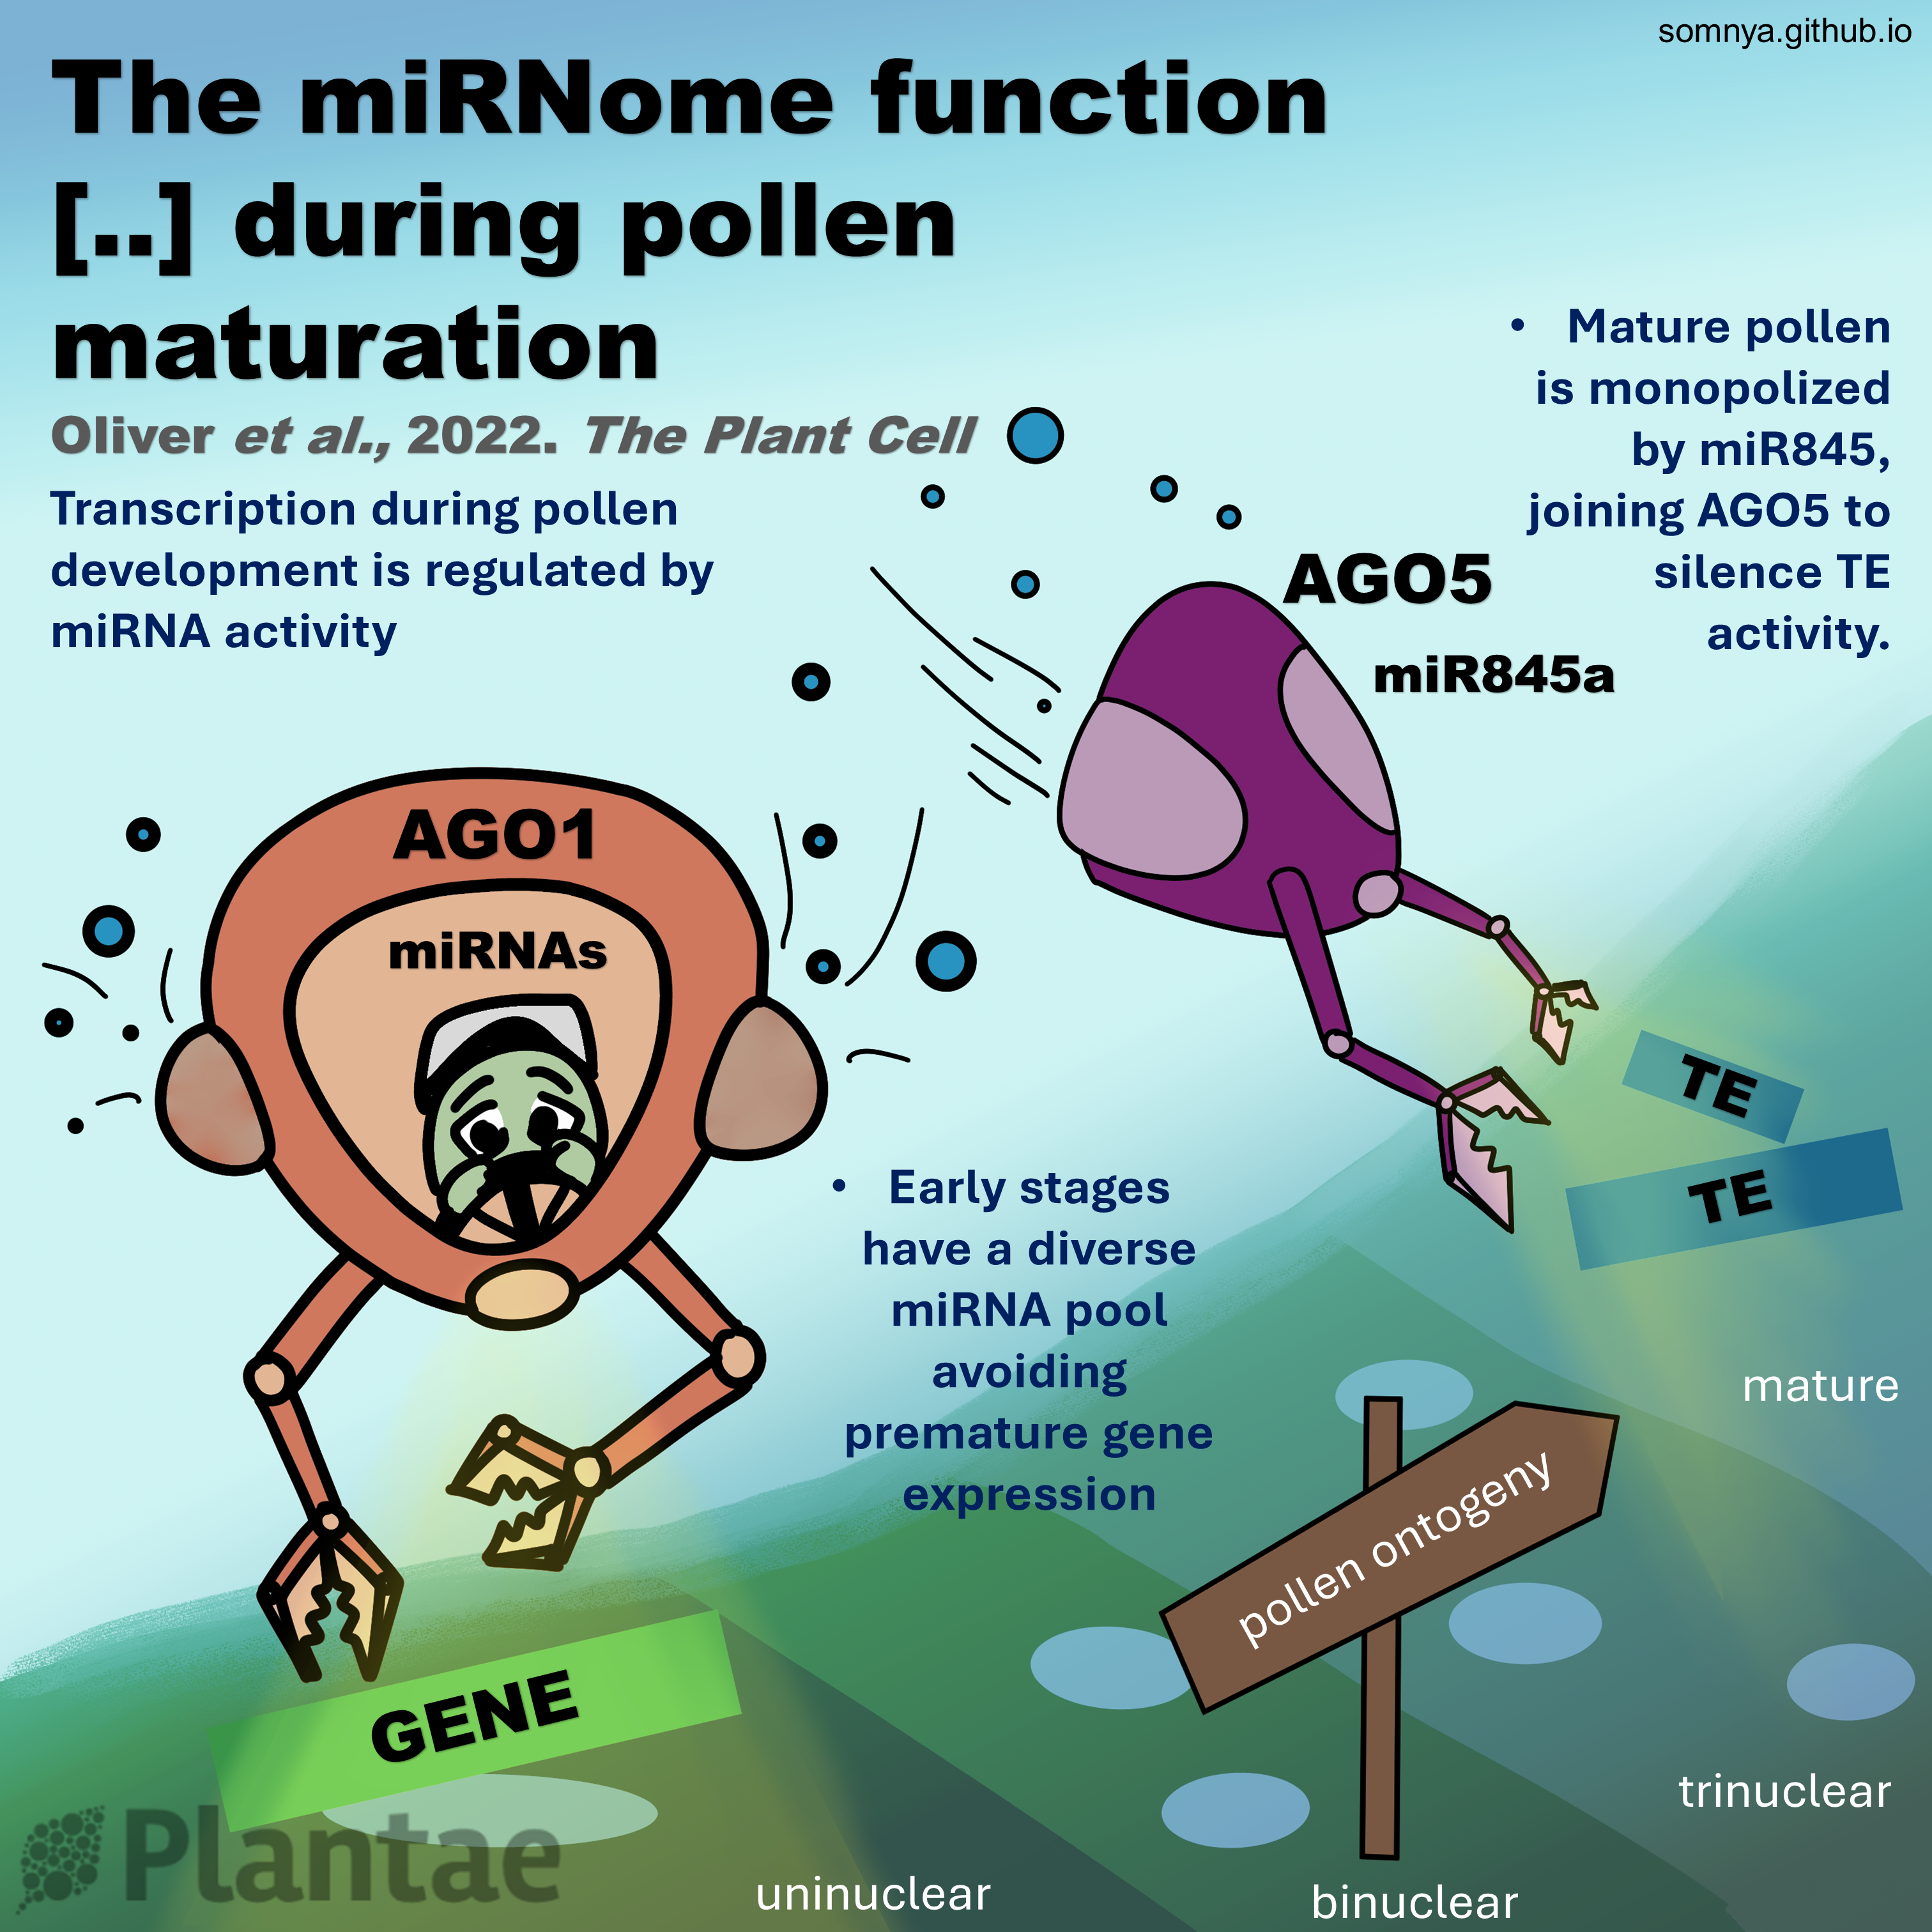 somnya.github.io
The miRNome function
[..] during pollen
maturation
Oliver et al., 2022. The Plant Cell
Transcription during pollen
development is regulated by
miRNA activity
• Mature pollen
is monopolized
by miR845,
joining AGO5 to
silence TE
activity.
AGO5
miR845a
AGO1
miRNAs
TE
TE
• Early stages
have a diverse
miRNA pool
avoiding
premature gene
expression
mature
pollen ontogeny
GENE
trinuclear
Plantae
uninuclear
binuclear